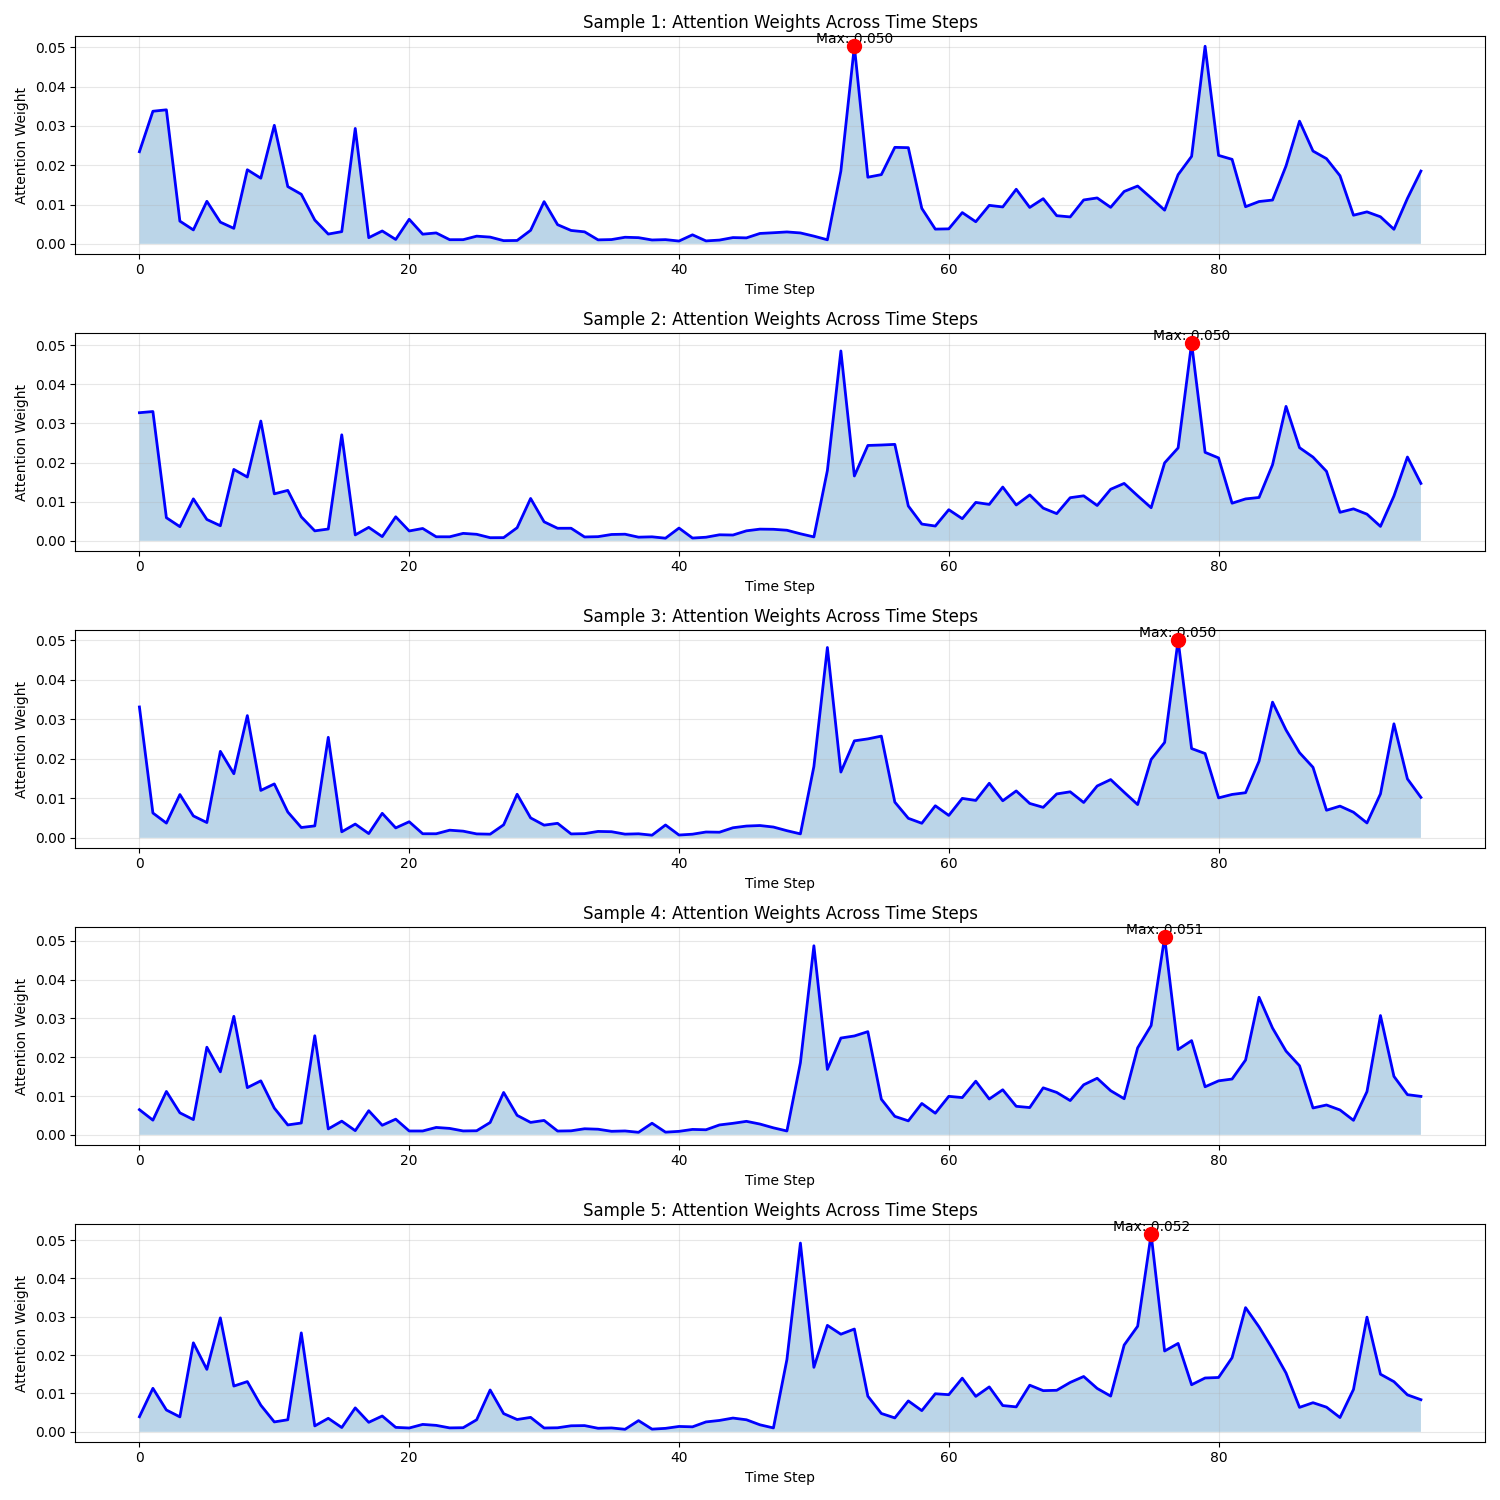 Sample 1: Attention Weights Across Time Steps
Max: 0.050
0.05
0.04
0.03
0.02
0.01
0.00
Attention Weight
0 20 40 60 80
Time Step
Sample 2: Attention Weights Across Time Steps
Max: 0.050
0.05
0.04
0.03
0.02
0.01
0.00
Attention Weight
0 20 40 60 80
Time Step
Sample 3: Attention Weights Across Time Steps
Max: 0.050
0.05
0.04
0.03
0.02
0.01
0.00
Attention Weight
0 20 40 60 80
Time Step
Sample 4: Attention Weights Across Time Steps
Max: 0.051
0.05
0.04
0.03
0.02
0.01
0.00
Attention Weight
0 20 40 60 80
Time Step
Sample 5: Attention Weights Across Time Steps
Max: 0.052
0.05
0.04
0.03
0.02
0.01
0.00
Attention Weight
0 20 40 60 80
Time Step